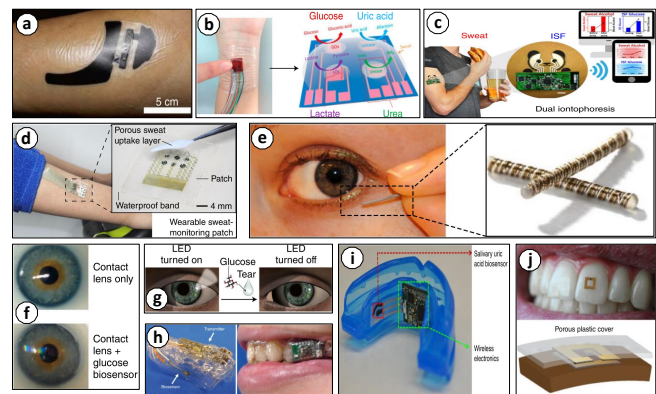 a
5 cm
b
Glucose
Uric acid
Lactate
Urea
c
Sweat
ISF
Dual iontophoresis
d
Porous sweat
uptake layer
Patch
Waterproof band
4 mm
Wearable sweat-
monitoring patch
e
f
Contact
lens only
Contact
lens +
glucose
biosensor
g
LED
turned on
Glucose
Tear
LED
turned off
h
Transmitter
Biosensor
i
Salivary uric
acid biosensor
Wireless
electronics
j
Porous plastic cover